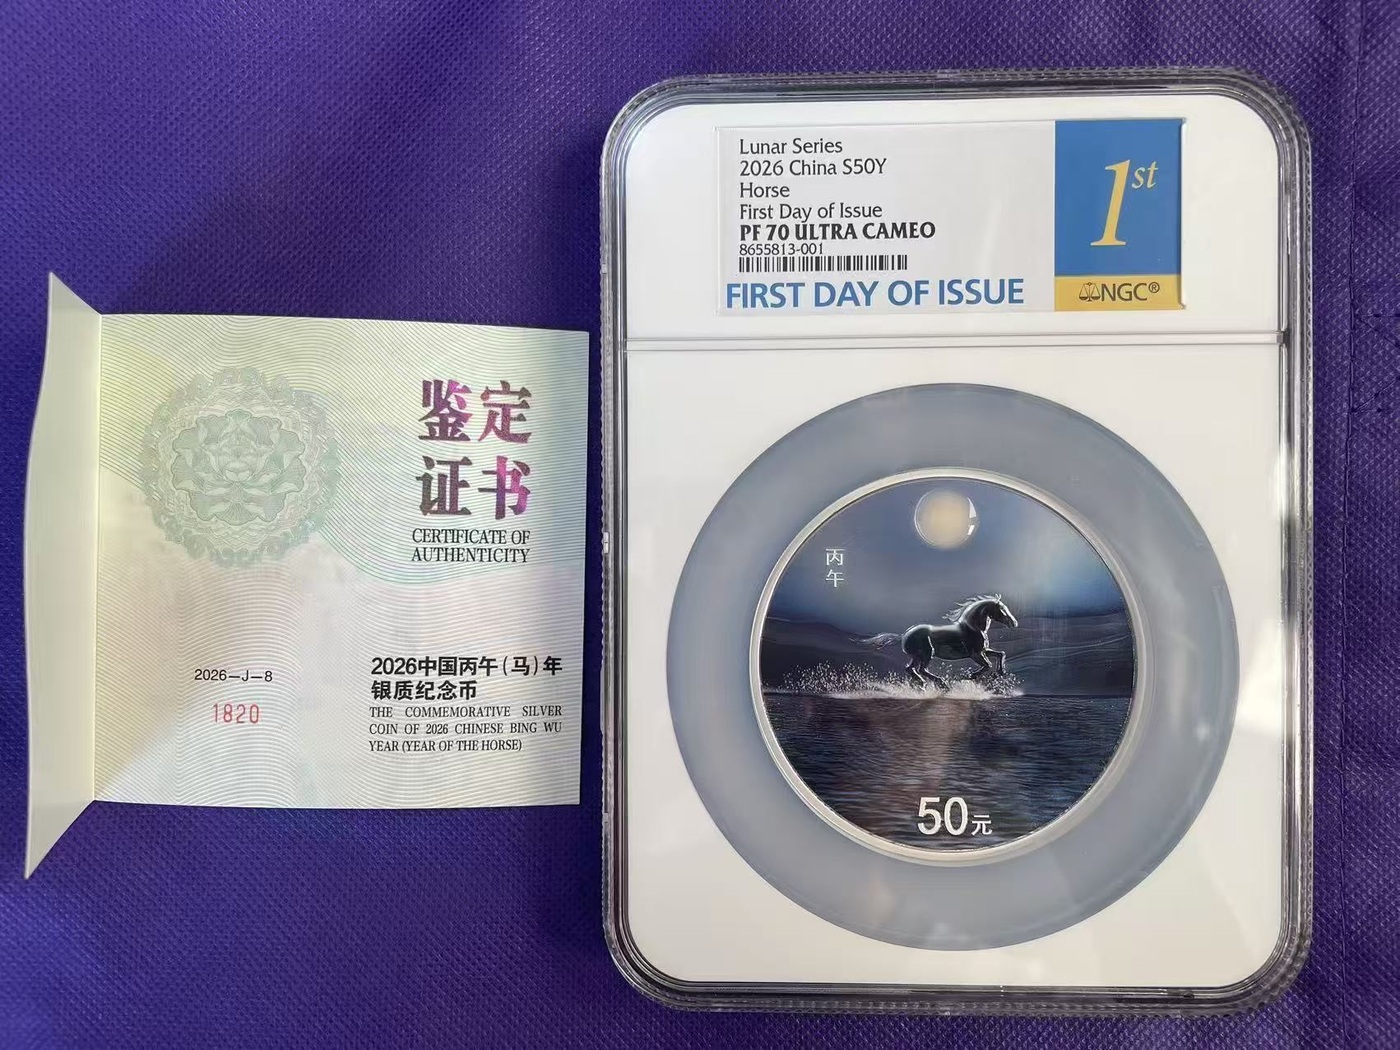 鉴定
证书
CERTIFICATE OF
AUTHENTICITY
2026—J—8
1820
2026中国丙午（马）年
银质纪念币
THE COMMEMORATIVE SILVER
COIN OF 2026 CHINESE BING WU
YEAR (YEAR OF THE HORSE)
Lunar Series
2026 China S50Y
Horse
First Day of Issue
PF 70 ULTRA CAMEO
8655813-001
FIRST DAY OF ISSUE
1st
NGC®
丙
午
50元